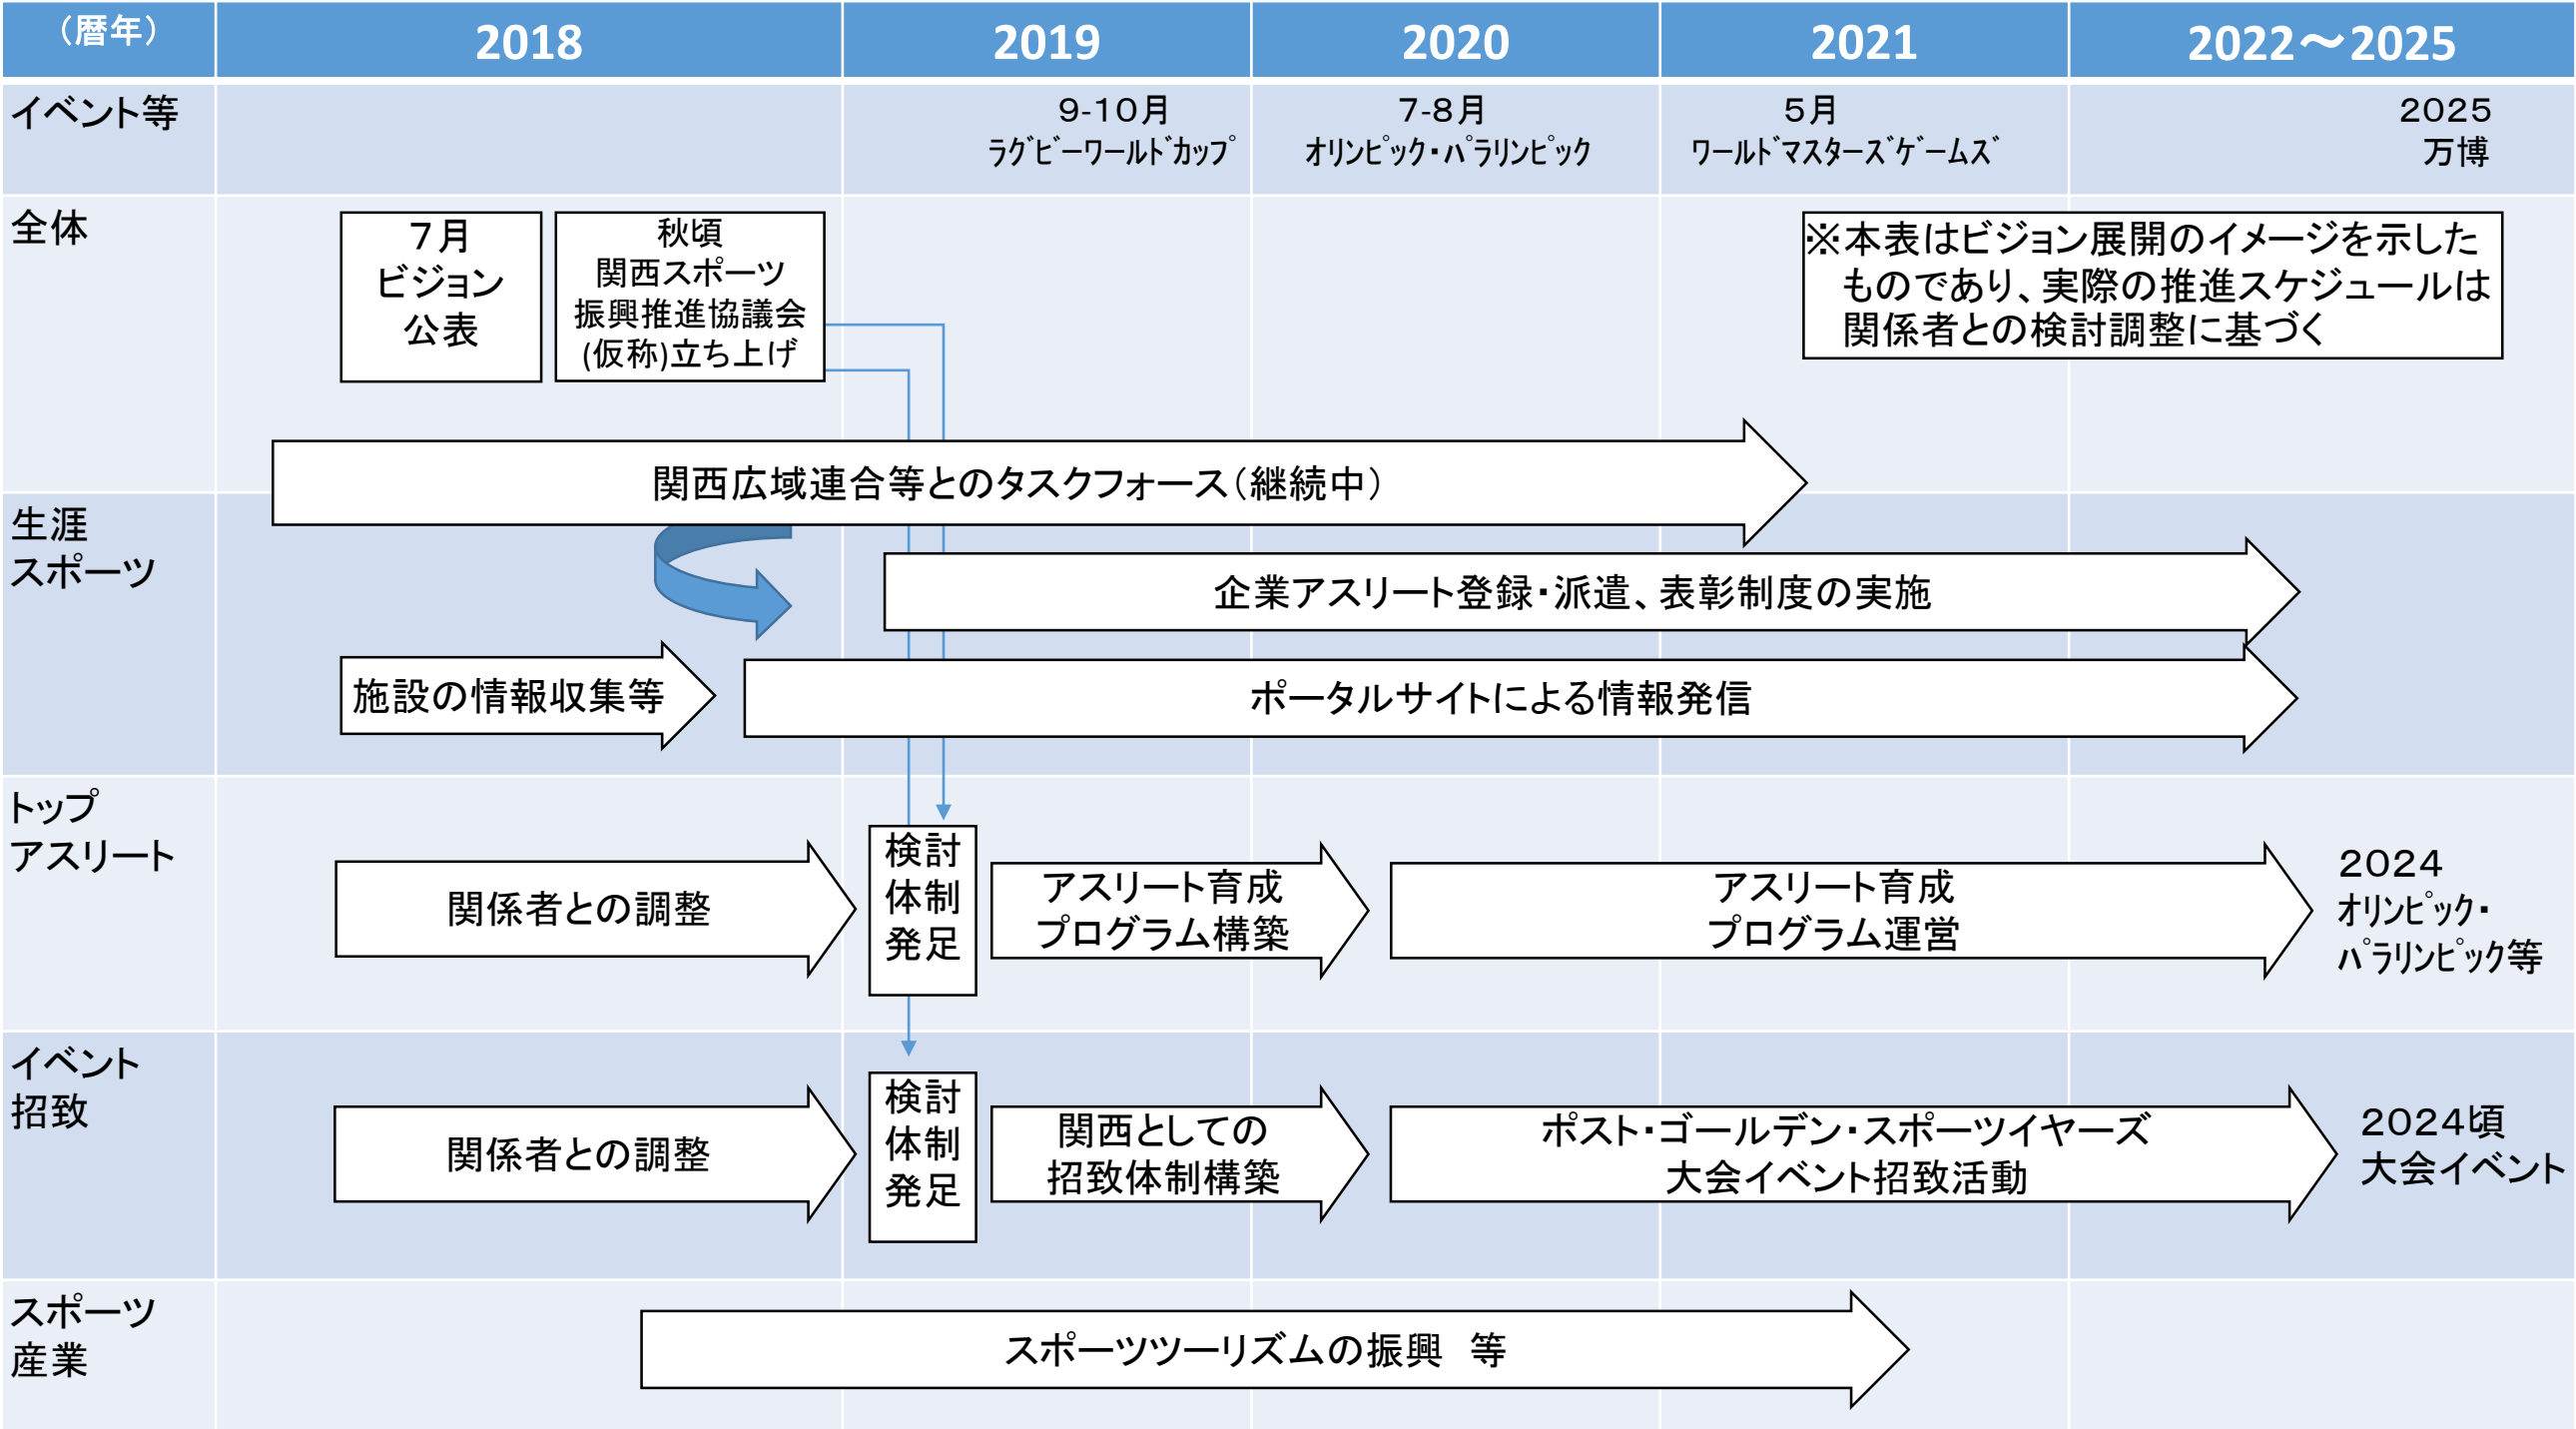 （暦年）
2018
2019
2020
2021
2022～2025
イベント等
9-10月
ﾗｸﾞﾋﾞｰﾜｰﾙﾄﾞｶｯﾌﾟ
7-8月
ｵﾘﾝﾋﾟｯｸ・ﾊﾟﾗﾘﾝﾋﾟｯｸ
５月
ﾜｰﾙﾄﾞﾏｽﾀｰｽﾞｹﾞｰﾑｽﾞ
2025
万博
全体
７月
ビジョン
公表
秋頃
関西スポーツ
振興推進協議会
(仮称)立ち上げ
※本表はビジョン展開のイメージを示した
ものであり、実際の推進スケジュールは
関係者との検討調整に基づく
関西広域連合等とのタスクフォース（継続中）
生涯
スポーツ
企業アスリート登録・派遣、表彰制度の実施
施設の情報収集等
ポータルサイトによる情報発信
トップ
アスリート
関係者との調整
検討
体制
発足
アスリート育成
プログラム構築
アスリート育成
プログラム運営
2024
ｵﾘﾝﾋﾟｯｸ・
ﾊﾟﾗﾘﾝﾋﾟｯｸ等
イベント
招致
関係者との調整
検討
体制
発足
関西としての
招致体制構築
ポスト・ゴールデン・スポーツイヤーズ
大会イベント招致活動
2024頃
大会イベント
スポーツ
産業
スポーツツーリズムの振興　等